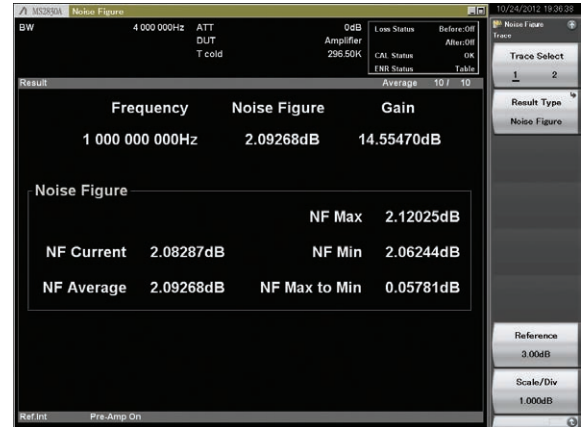 MS2830A Noise Figure
10/24/2012 19:36:38
BW 4 000 000Hz ATT 0dB
DUT Amplifier
T cold 296.50K
Loss Status Before:Off
After:Off
CAL Status OK
ENR Status Table
Result Average 10 / 10
Frequency Noise Figure Gain
1 000 000 000Hz 2.09268dB 14.55470dB
Noise Figure
NF Max 2.12025dB
NF Current 2.08287dB NF Min 2.06244dB
NF Average 2.09268dB NF Max to Min 0.05781dB
Ref.Int Pre-Amp On
Noise Figure
Trace
Trace Select
1 2
Result Type
Noise Figure
Reference
3.00dB
Scale/Div
1.000dB